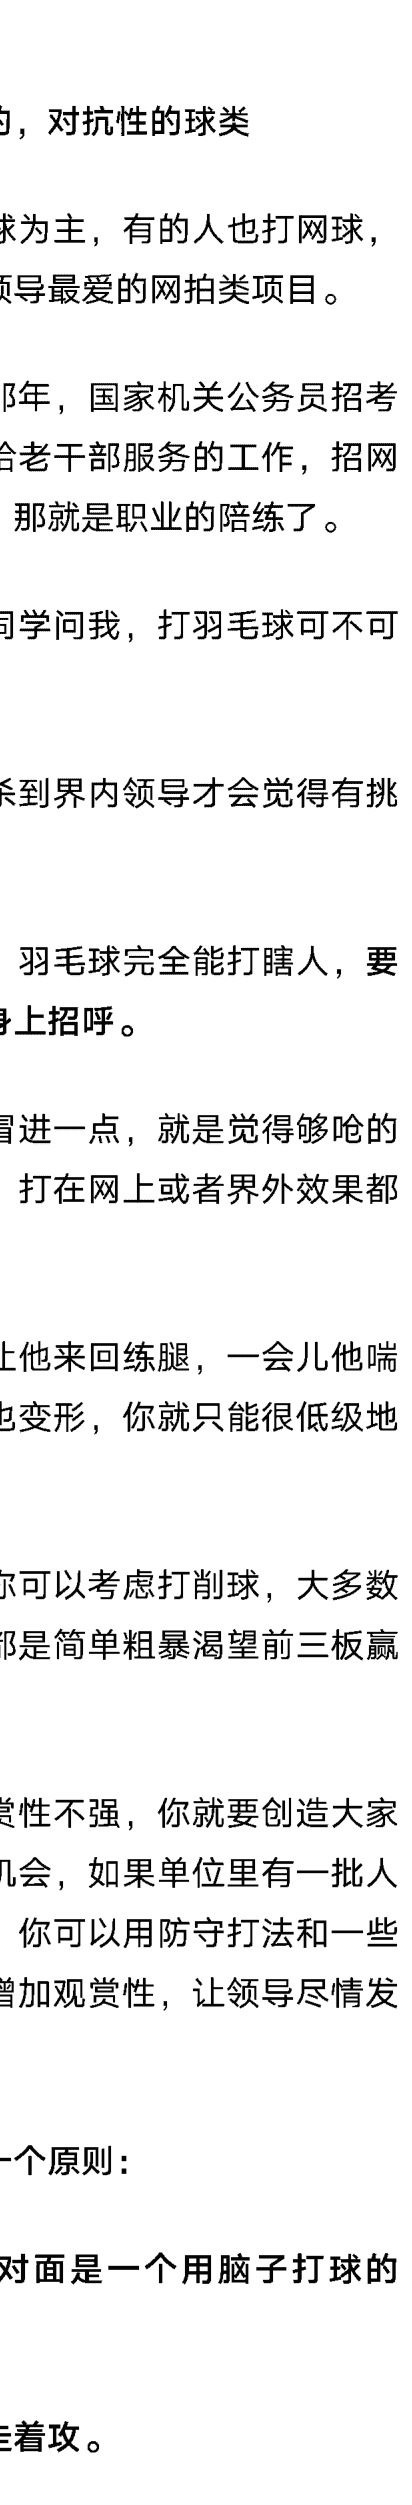 的，对抗性的球类
球为主，有的人也打网球，
领导最爱的网拍类项目。
那年，国家机关公务员招考
给老干部服务的工作，招网
那就是职业的陪练了。
同学问我，打羽毛球可不可
杀到界内领导才会觉得有挑
羽毛球完全能打瞎人，要
身上招呼。
冒进一点，就是觉得够呛的
打在网上或者界外效果都
让他来回练腿，一会儿他喘
也变形，你就只能很低级地
你可以考虑打削球，大多数
都是简单粗暴渴望前三板赢
赏性不强，你就要创造大家
机会，如果单位里有一批人
你可以用防守打法和一些
增加观赏性，让领导尽情发
一个原则：
对面是一个用脑子打球的
着攻。